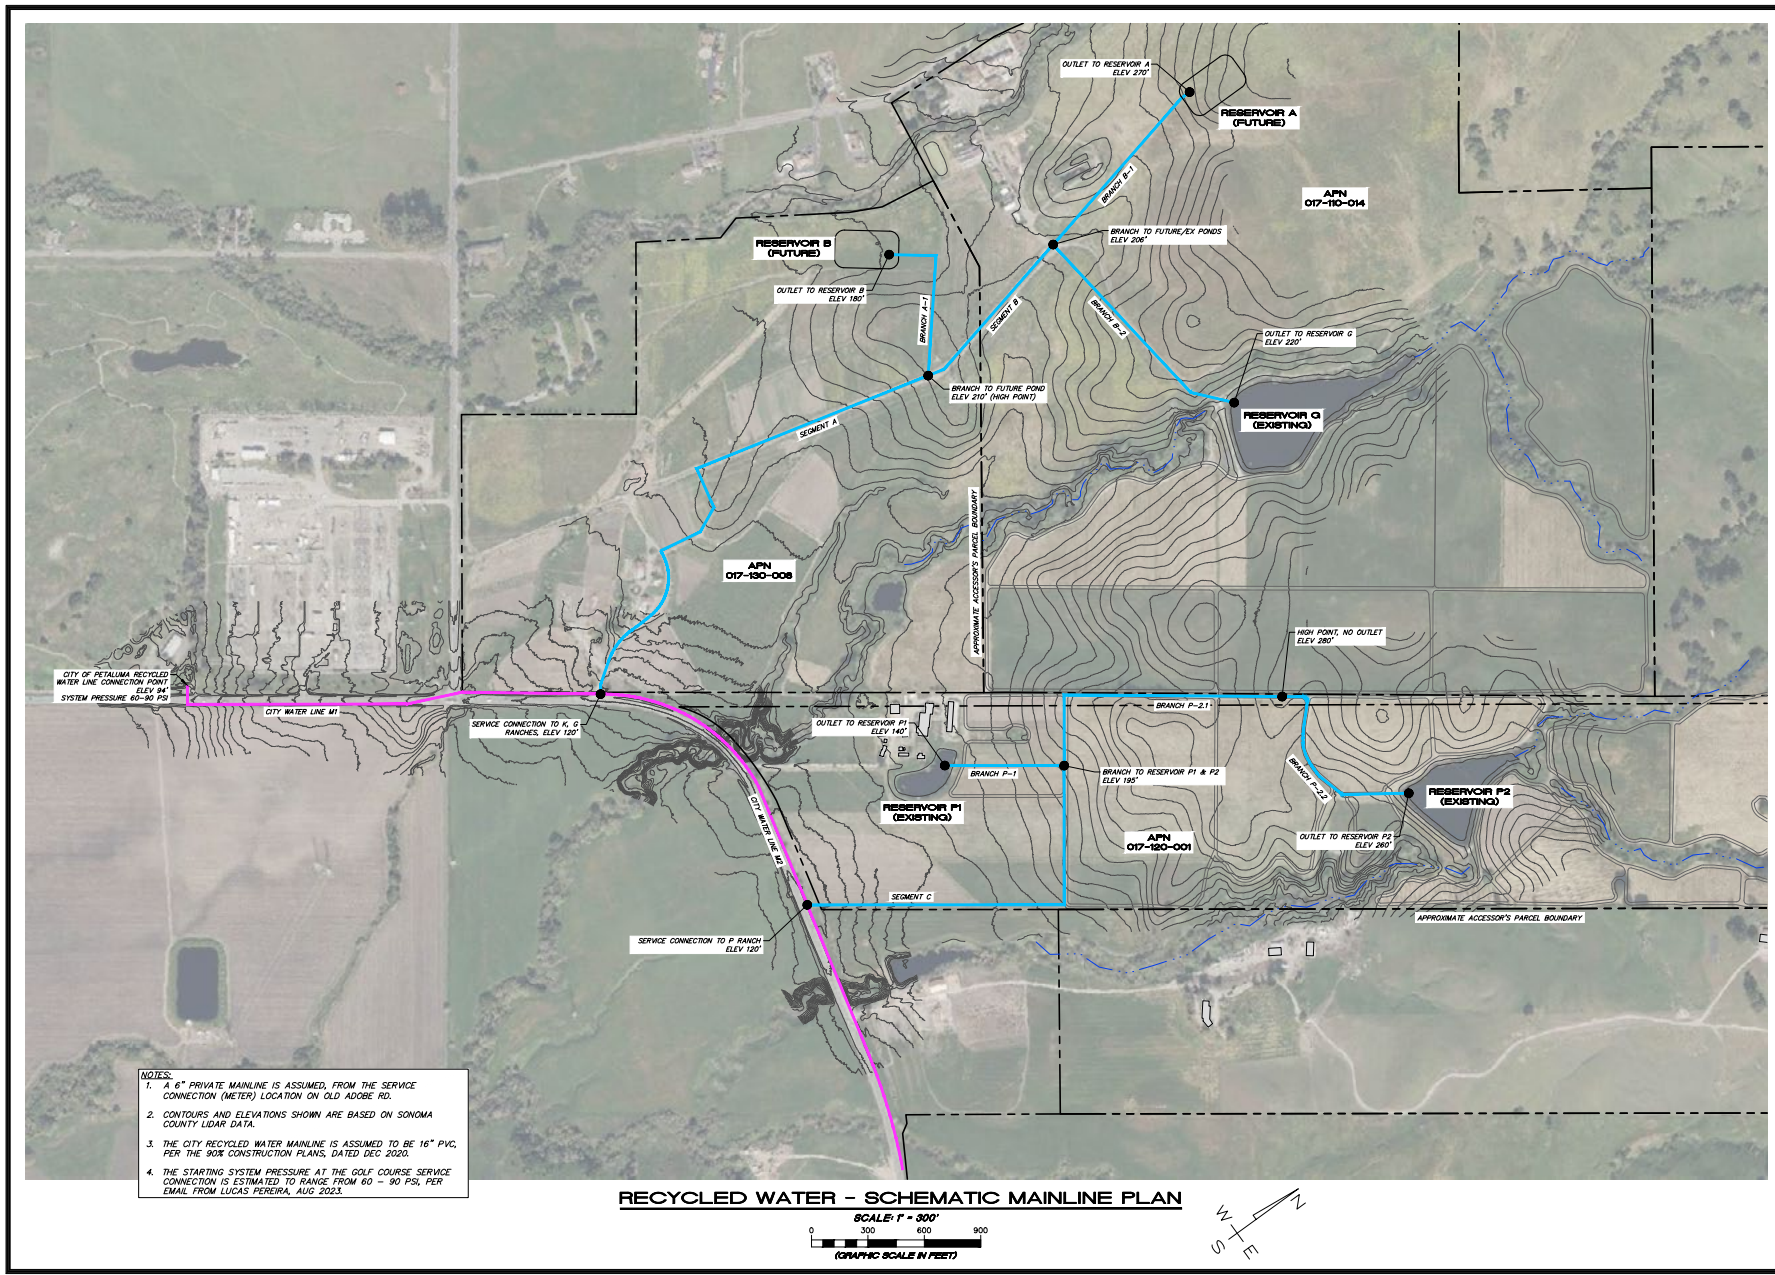 OUTLET TO RESERVOIR A
ELEV 270'
RESERVOIR A
(FUTURE)
BRANCH B-1
APN
017-110-014
BRANCH TO FUTURE/EX PONDS
ELEV 206'
RESERVOIR B
(FUTURE)
OUTLET TO RESERVOIR B
ELEV 180'
BRANCH A-1
SEGMENT B
BRANCH B-2
OUTLET TO RESERVOIR G
ELEV 220'
BRANCH TO FUTURE POND
ELEV 210' (HIGH POINT)
RESERVOIR G
(EXISTING)
SEGMENT A
APPROXIMATE ACCESSOR'S PARCEL BOUNDARY
APN
017-130-008
HIGH POINT, NO OUTLET
ELEV 280'
CITY OF PETALUMA RECYCLED
WATER LINE CONNECTION POINT
ELEV 94'
SYSTEM PRESSURE 60-90 PSI
CITY WATER LINE M1
SERVICE CONNECTION TO K, G
RANCHES, ELEV 120'
OUTLET TO RESERVOIR P1
ELEV 140'
BRANCH P-2.1
BRANCH P-1
BRANCH TO RESERVOIR P1 & P2
ELEV 195'
BRANCH P-2.2
RESERVOIR P1
(EXISTING)
RESERVOIR P2
(EXISTING)
CITY WATER LINE M2
APN
017-120-001
OUTLET TO RESERVOIR P2
ELEV 260'
SEGMENT C
APPROXIMATE ACCESSOR'S PARCEL BOUNDARY
SERVICE CONNECTION TO P RANCH
ELEV 120'
NOTES:
1. A 6" PRIVATE MAINLINE IS ASSUMED, FROM THE SERVICE
CONNECTION (METER) LOCATION ON OLD ADOBE RD.
2. CONTOURS AND ELEVATIONS SHOWN ARE BASED ON SONOMA
COUNTY LIDAR DATA.
3. THE CITY RECYCLED WATER MAINLINE IS ASSUMED TO BE 16" PVC,
PER THE 90% CONSTRUCTION PLANS, DATED DEC 2020.
4. THE STARTING SYSTEM PRESSURE AT THE GOLF COURSE SERVICE
CONNECTION IS ESTIMATED TO RANGE FROM 60 - 90 PSI, PER
EMAIL FROM LUCAS PEREIRA, AUG 2023.
RECYCLED WATER - SCHEMATIC MAINLINE PLAN
SCALE: 1" = 300'
0 300 600 900
(GRAPHIC SCALE IN FEET)
N
W
S
E